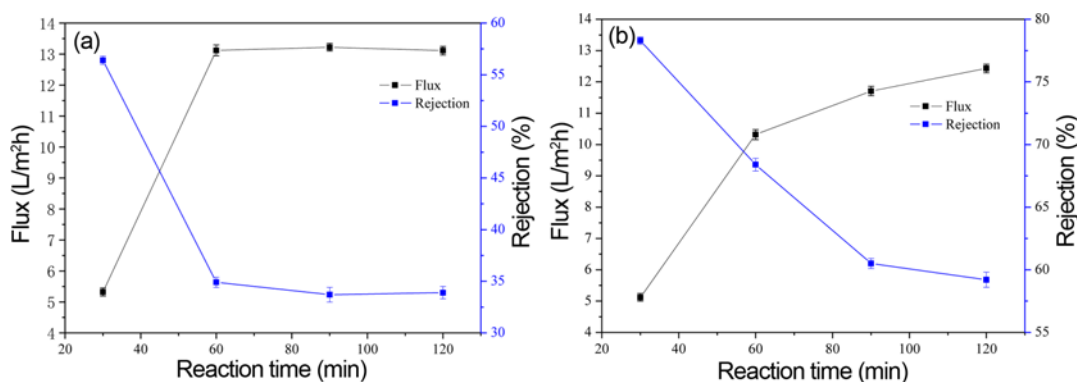 (a)
Flux
Rejection
Flux (L/m²h)
14
13
12
11
10
9
8
7
6
5
4
60
55
50
45
40
35
30
Rejection (%)
20 40 60 80 100 120
Reaction time (min)
(b)
Flux
Rejection
Flux (L/m²h)
14
13
12
11
10
9
8
7
6
5
4
80
75
70
65
60
55
Rejection (%)
20 40 60 80 100 120
Reaction time (min)